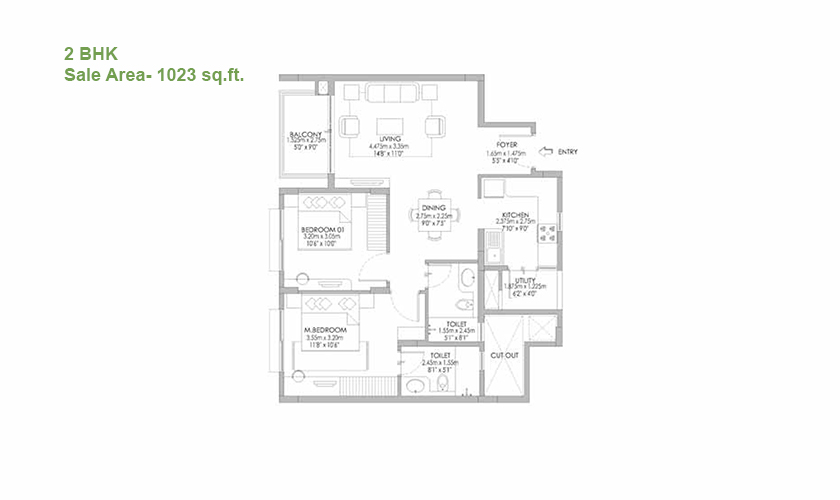 2 BHK
Sale Area- 1023 sq.ft.
BALCONY
1.525m x 2.75m
5'0" x 9'0"
LIVING
4.475m x 3.35m
14'8" x 11'0"
FOYER
1.65m x 1.475m
5'5" x 4'10"
ENTRY
DINING
2.75m x 2.25m
9'0" x 7'5"
KITCHEN
2.375m x 2.75m
7'10" x 9'0"
BEDROOM 01
3.20m x 3.05m
10'6" x 10'0"
UTILITY
1.875m x 1.225m
6'2" x 4'0"
M.BEDROOM
3.55m x 3.20m
11'8" x 10'6"
TOILET
1.55m x 2.45m
5'1" x 8'1"
TOILET
2.45m x 1.55m
8'1" x 5'1"
CUT OUT